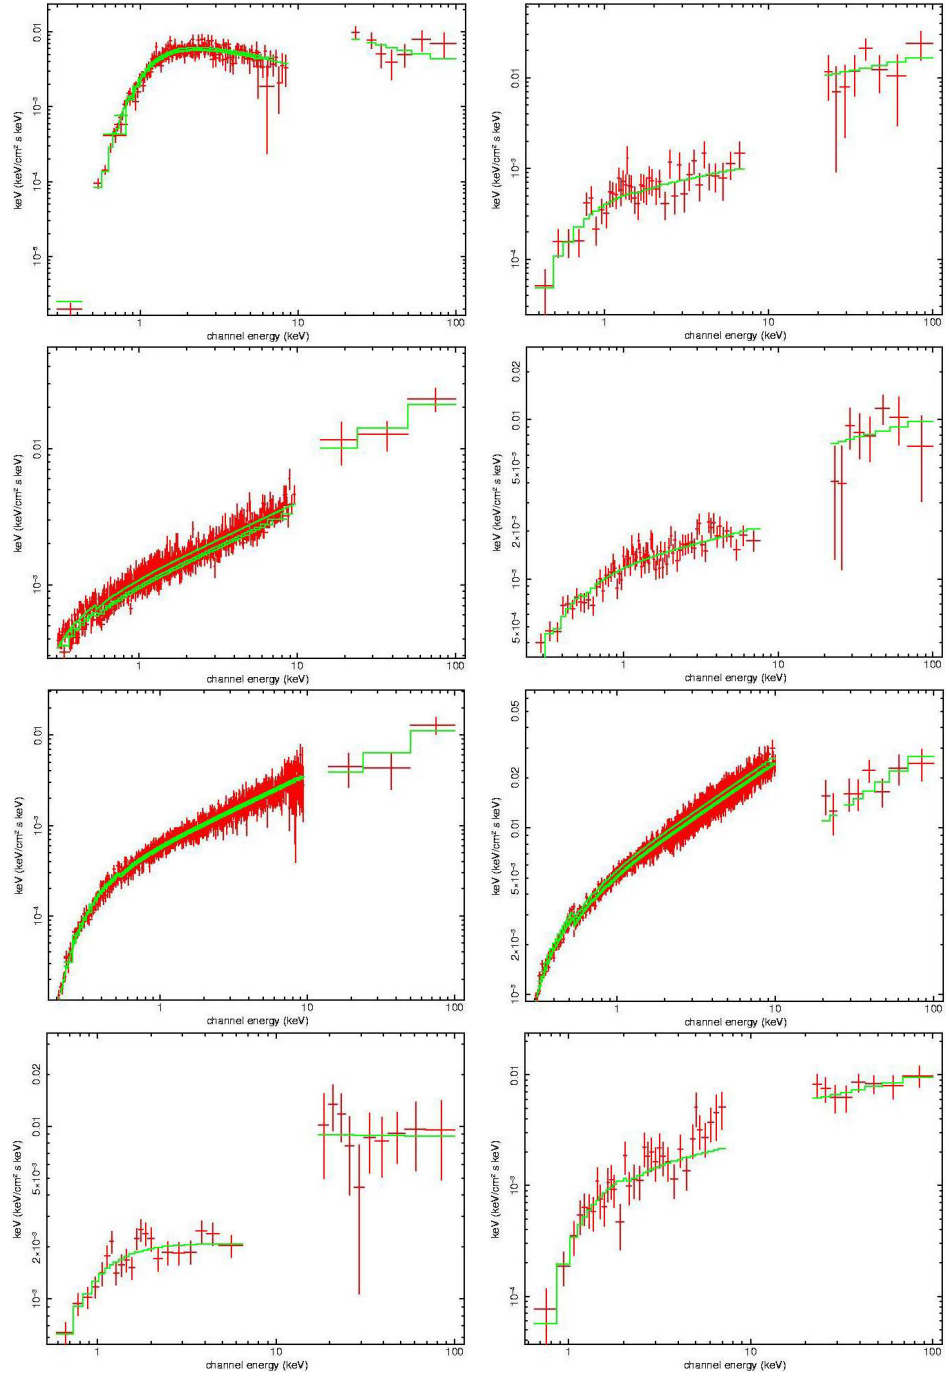 keV (keV/cm² s keV)
0.01
10⁻³
10⁻⁴
10⁻⁵
1 10 100
channel energy (keV)
keV (keV/cm² s keV)
0.01
10⁻³
10⁻⁴
1 10 100
channel energy (keV)
keV (keV/cm² s keV)
0.01
10⁻³
1 10 100
channel energy (keV)
keV (keV/cm² s keV)
0.02
0.01
5×10⁻³
2×10⁻³
10⁻³
5×10⁻⁴
1 10 100
channel energy (keV)
keV (keV/cm² s keV)
0.01
10⁻³
10⁻⁴
1 10 100
channel energy (keV)
keV (keV/cm² s keV)
0.05
0.02
0.01
5×10⁻³
2×10⁻³
10⁻³
1 10 100
channel energy (keV)
keV (keV/cm² s keV)
0.02
0.01
5×10⁻³
2×10⁻³
10⁻³
1 10 100
channel energy (keV)
keV (keV/cm² s keV)
0.01
10⁻³
10⁻⁴
1 10 100
channel energy (keV)